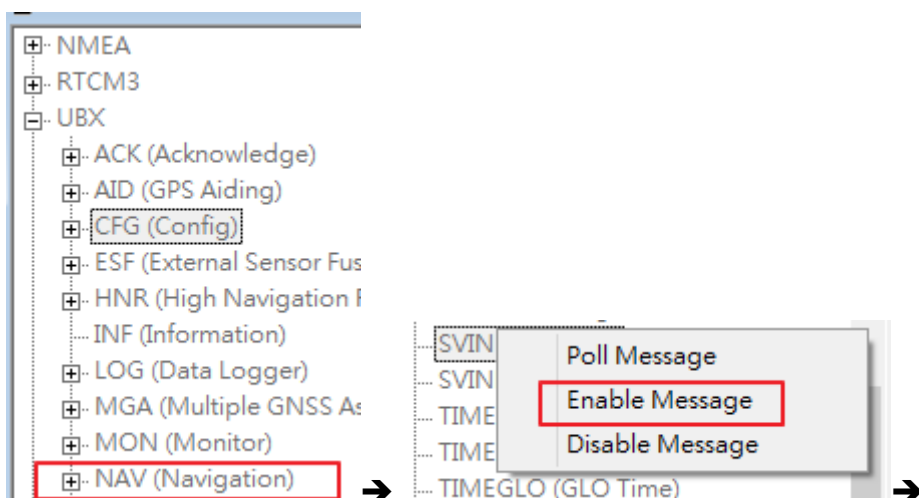 NMEA
RTCM3
UBX
ACK (Acknowledge)
AID (GPS Aiding)
CFG (Config)
ESF (External Sensor Fus
HNR (High Navigation
INF (Information)
LOG (Data Logger)
MGA (Multiple GNSS As
MON (Monitor)
NAV (Navigation)
➔
SVIN
SVIN
TIME
TIME
TIMEGLO (GLO Time)
Poll Message
Enable Message
Disable Message
➔